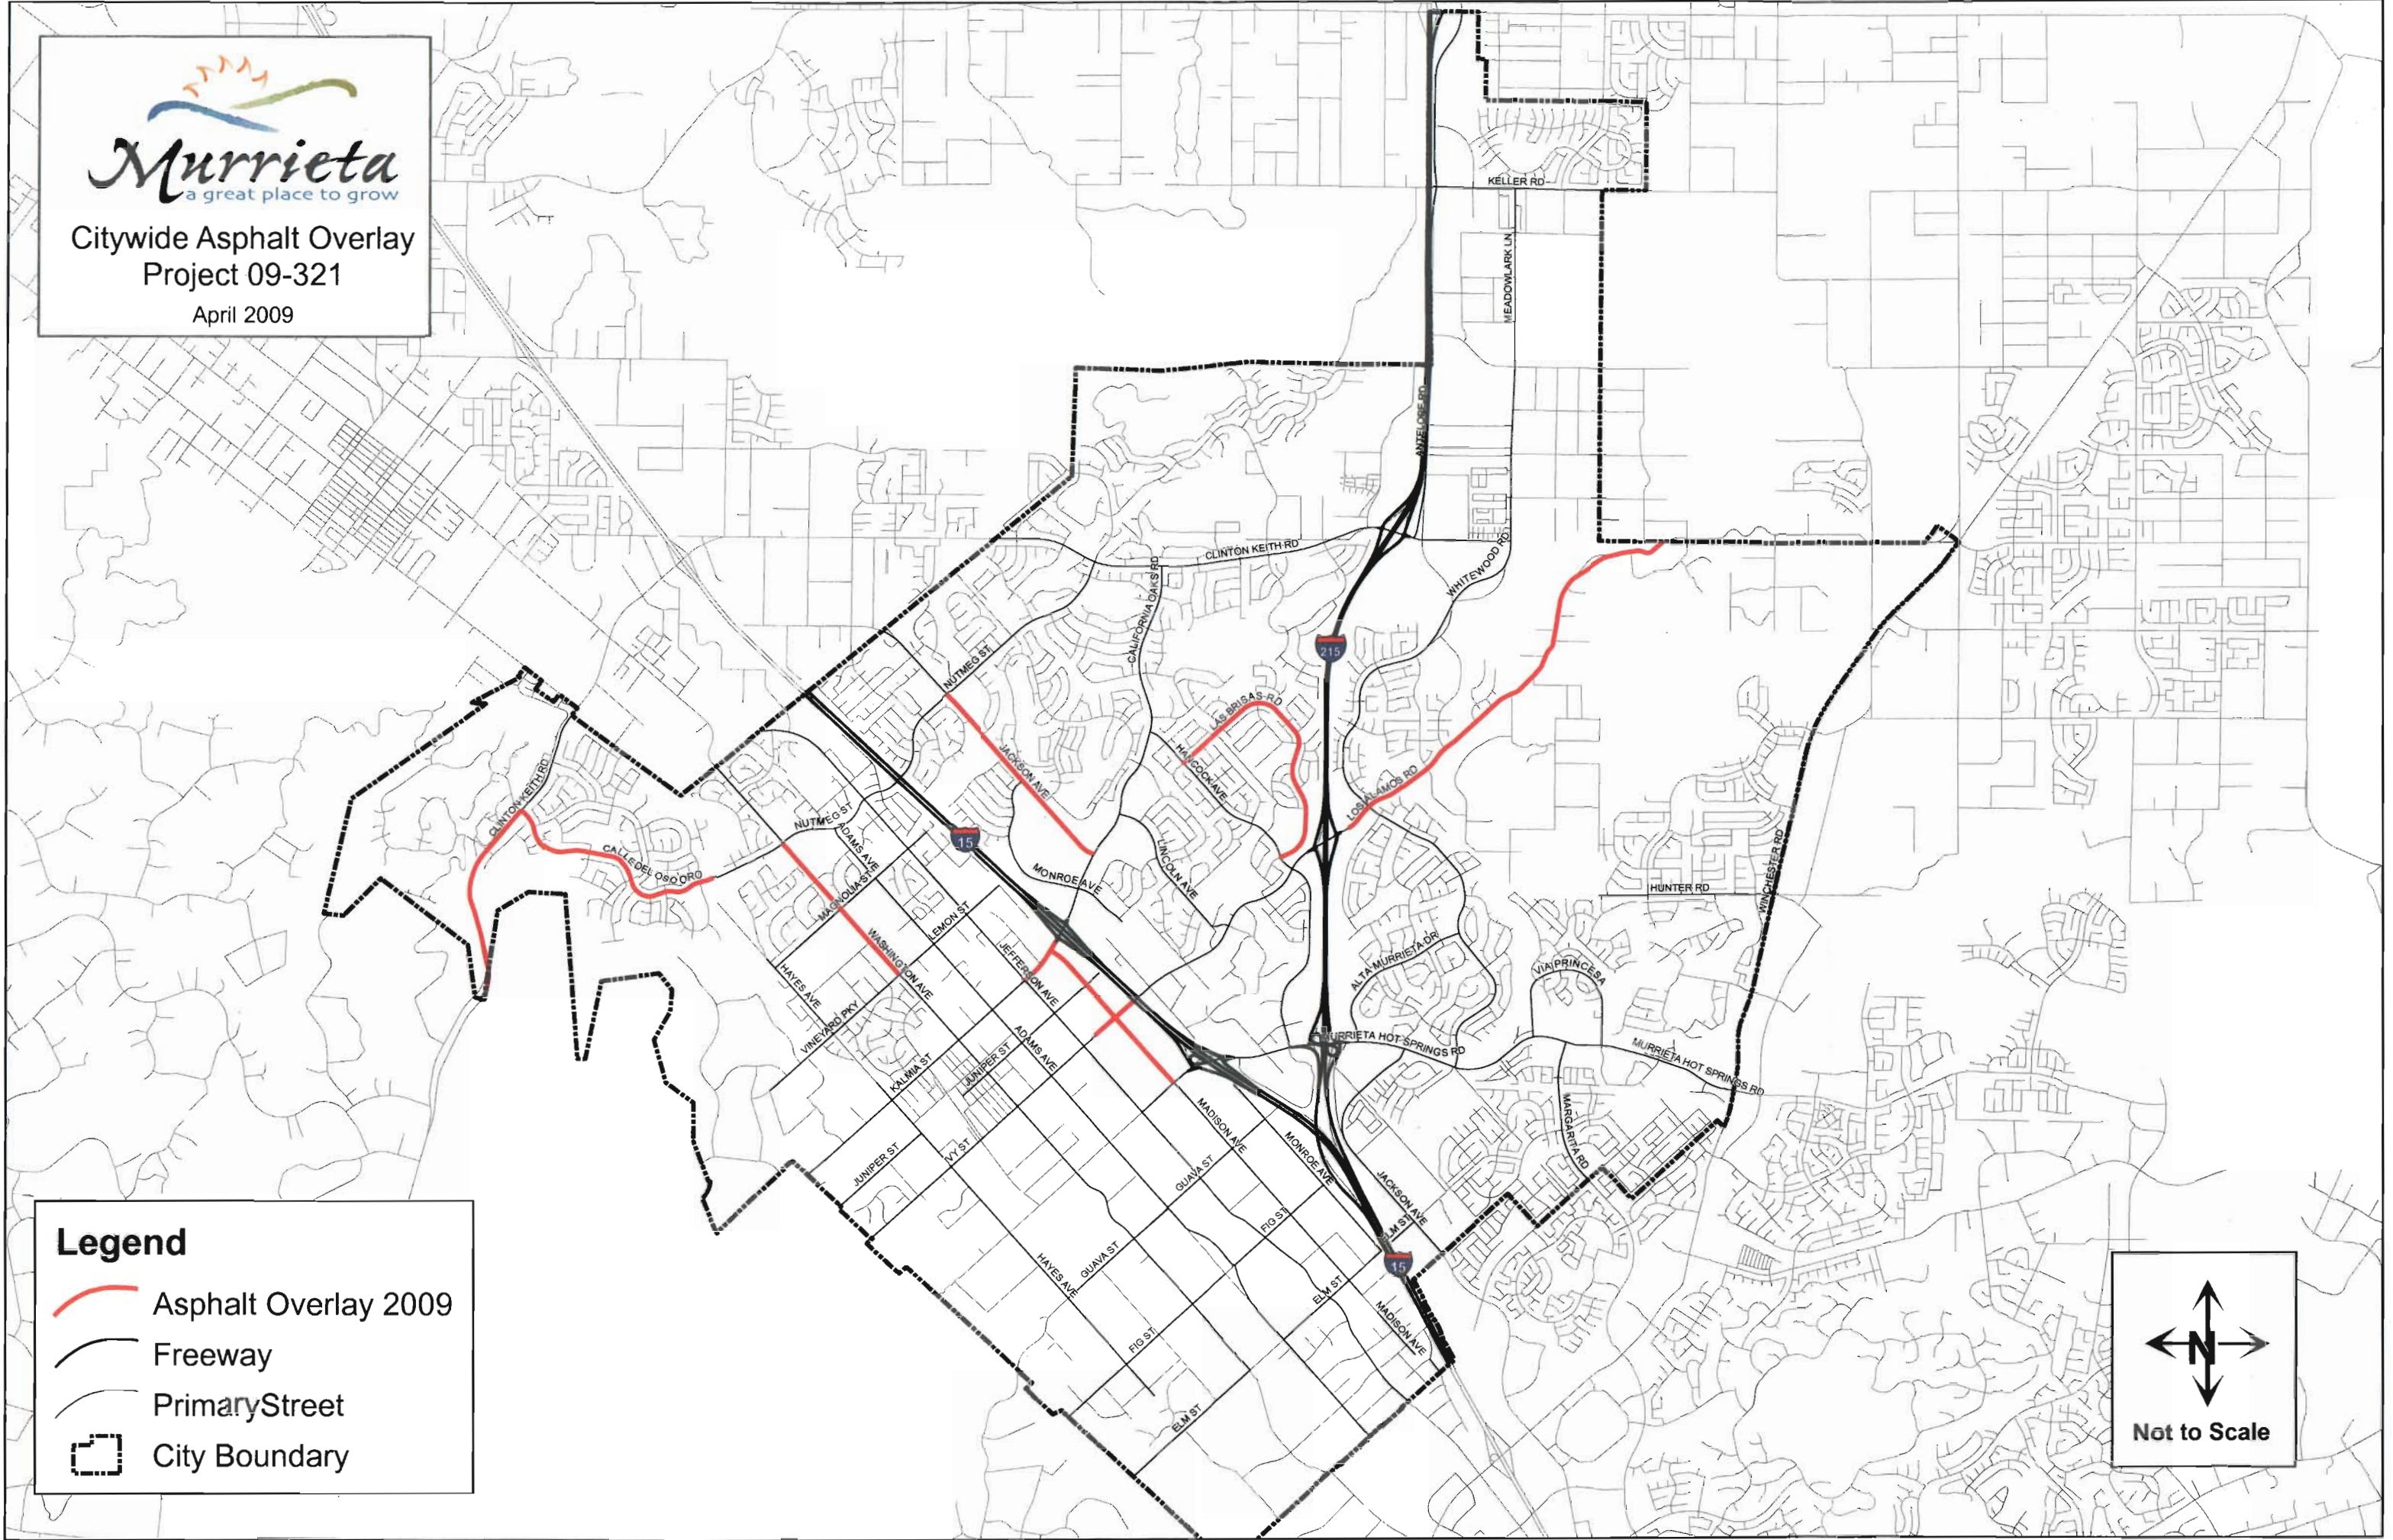 Murrieta
a great place to grow
Citywide Asphalt Overlay
Project 09-321
April 2009
KELLER RD
MEADOWLARK LN
ANTELOPE RD
CLINTON KEITH RD
CALIFORNIA OAKS RD
WHITEWOOD RD
215
NUTMEG ST
LAS BRISAS RD
HANCOCK AVE
JACKSON AVE
LOS ALAMOS RD
CLINTON KEITH RD
NUTMEG ST
ADAMS AVE
15
CALLE DEL OSO ORO
MAGNOLIA ST
MONROE AVE
LINCOLN AVE
HUNTER RD
WINCHESTER RD
LEMON ST
WASHINGTON AVE
JEFFERSON AVE
HAYES AVE
VINEYARD PKY
ALTA MURRIETA DR
VIA PRINCESA
ADAMS AVE
KALMIA ST
JUNIPER ST
MURRIETA HOT SPRINGS RD
MURRIETA HOT SPRINGS RD
MARGARITA RD
MADISON AVE
MONROE AVE
JUNIPER ST
IVY ST
GUAVA ST
JACKSON AVE
FIG ST
ELM ST
15
HAYES AVE
GUAVA ST
ELM ST
MADISON AVE
FIG ST
ELM ST
Legend
Asphalt Overlay 2009
Freeway
PrimaryStreet
City Boundary
N
Not to Scale